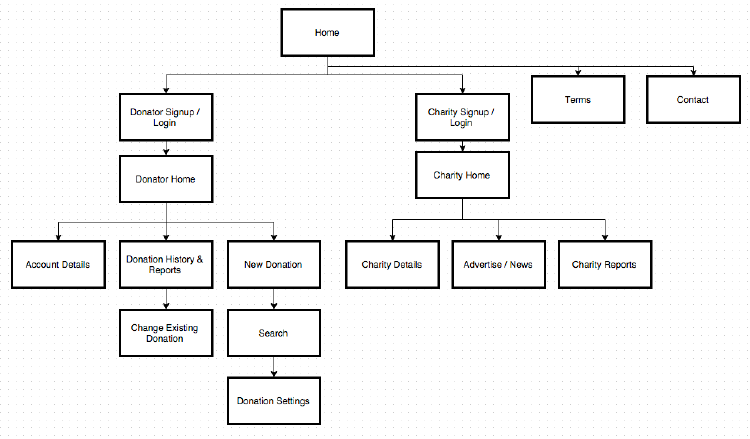 Home
Donator Signup /
Login
Charity Signup /
Login
Terms
Contact
Donator Home
Charity Home
Account Details
Donation History &
Reports
New Donation
Charity Details
Advertise / News
Charity Reports
Change Existing
Donation
Search
Donation Settings